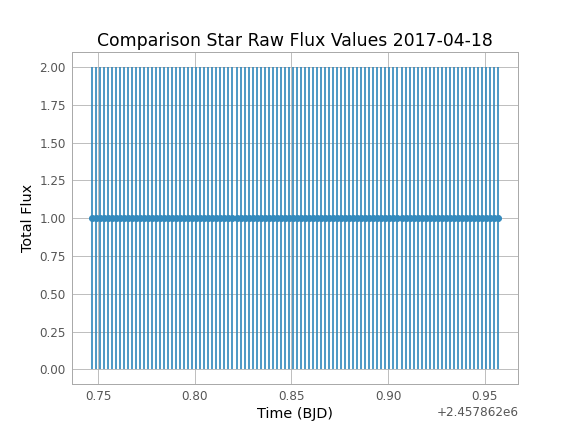 Comparison Star Raw Flux Values 2017-04-18
2.00
1.75
1.50
1.25
1.00
0.75
0.50
0.25
0.00
Total Flux
0.75 0.80 0.85 0.90 0.95
Time (BJD)
+2.457862e6